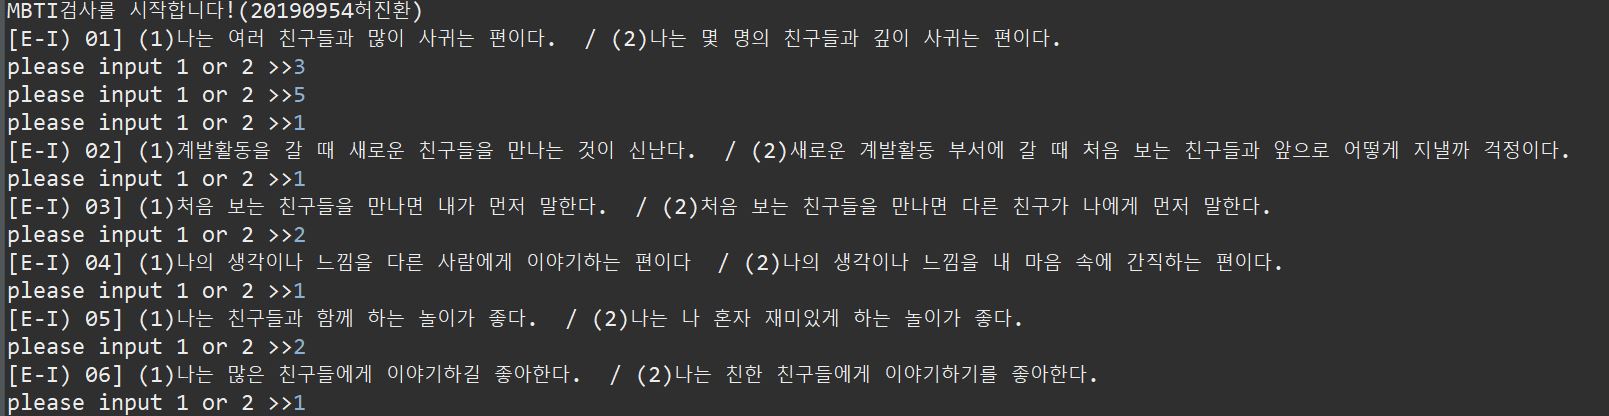 MBTI검사를 시작합니다!(20190954허진환)
[E-I) 01] (1)나는 여러 친구들과 많이 사귀는 편이다.  / (2)나는 몇 명의 친구들과 깊이 사귀는 편이다.
please input 1 or 2 >>3
please input 1 or 2 >>5
please input 1 or 2 >>1
[E-I) 02] (1)계발활동을 갈 때 새로운 친구들을 만나는 것이 신난다.  / (2)새로운 계발활동 부서에 갈 때 처음 보는 친구들과 앞으로 어떻게 지낼까 걱정이다.
please input 1 or 2 >>1
[E-I) 03] (1)처음 보는 친구들을 만나면 내가 먼저 말한다.  / (2)처음 보는 친구들을 만나면 다른 친구가 나에게 먼저 말한다.
please input 1 or 2 >>2
[E-I) 04] (1)나의 생각이나 느낌을 다른 사람에게 이야기하는 편이다  / (2)나의 생각이나 느낌을 내 마음 속에 간직하는 편이다.
please input 1 or 2 >>1
[E-I) 05] (1)나는 친구들과 함께 하는 놀이가 좋다.  / (2)나는 나 혼자 재미있게 하는 놀이가 좋다.
please input 1 or 2 >>2
[E-I) 06] (1)나는 많은 친구들에게 이야기하길 좋아한다.  / (2)나는 친한 친구들에게 이야기하기를 좋아한다.
please input 1 or 2 >>1